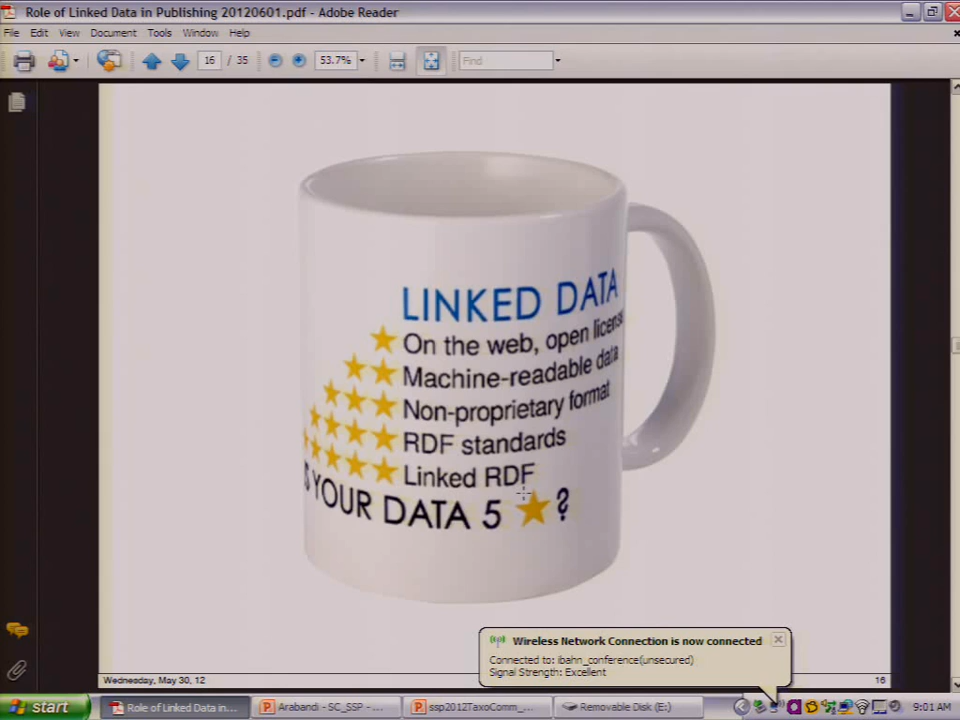 Role of Linked Data in Publishing 20120601.pdf - Adobe Reader
File Edit View Document Tools Window Help
16 / 35 53.7% Find
LINKED DATA
On the web, open license
Machine-readable data
Non-proprietary format
RDF standards
Linked RDF
YOUR DATA 5 ?
Wireless Network Connection is now connected
Connected to: ibahn_conference(unsecured)
Signal Strength: Excellent
Wednesday, May 30, 12 16
start Role of Linked Data in... Arabandi - SC_SSP - ... ssp2012TaxoComm_... Removable Disk (E:) 9:01 AM